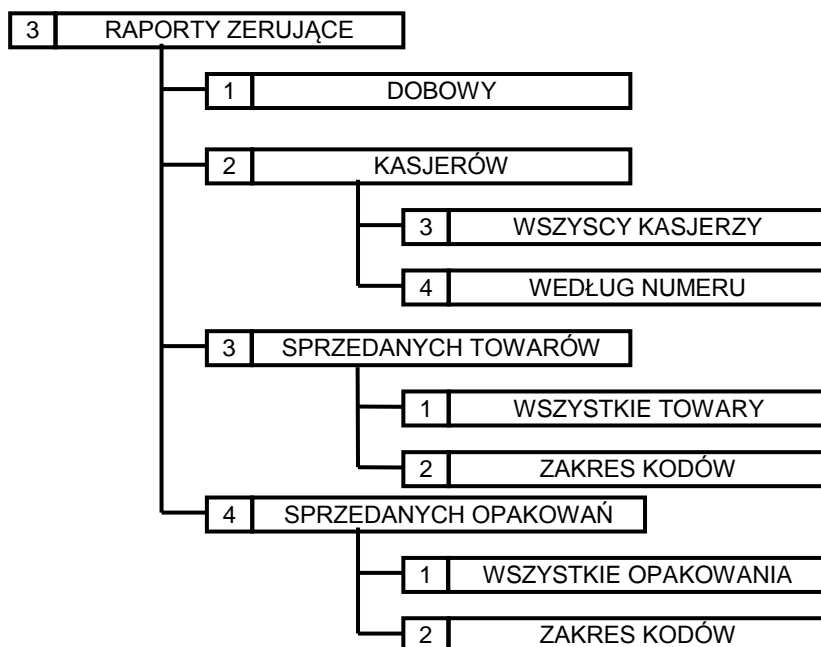 3 RAPORTY ZERUJĄCE
1 DOBOWY
2 KASJERÓW
3 WSZYSCY KASJERZY
4 WEDŁUG NUMERU
3 SPRZEDANYCH TOWARÓW
1 WSZYSTKIE TOWARY
2 ZAKRES KODÓW
4 SPRZEDANYCH OPAKOWAŃ
1 WSZYSTKIE OPAKOWANIA
2 ZAKRES KODÓW